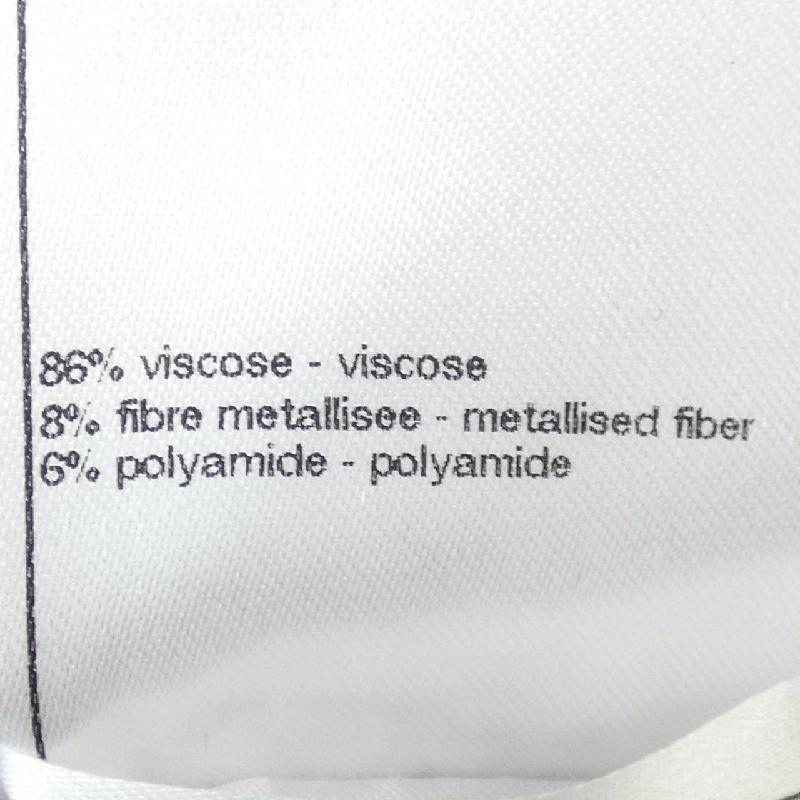 86% viscose - viscose
8% fibre metallisee - metallised fiber
6% polyamide - polyamide